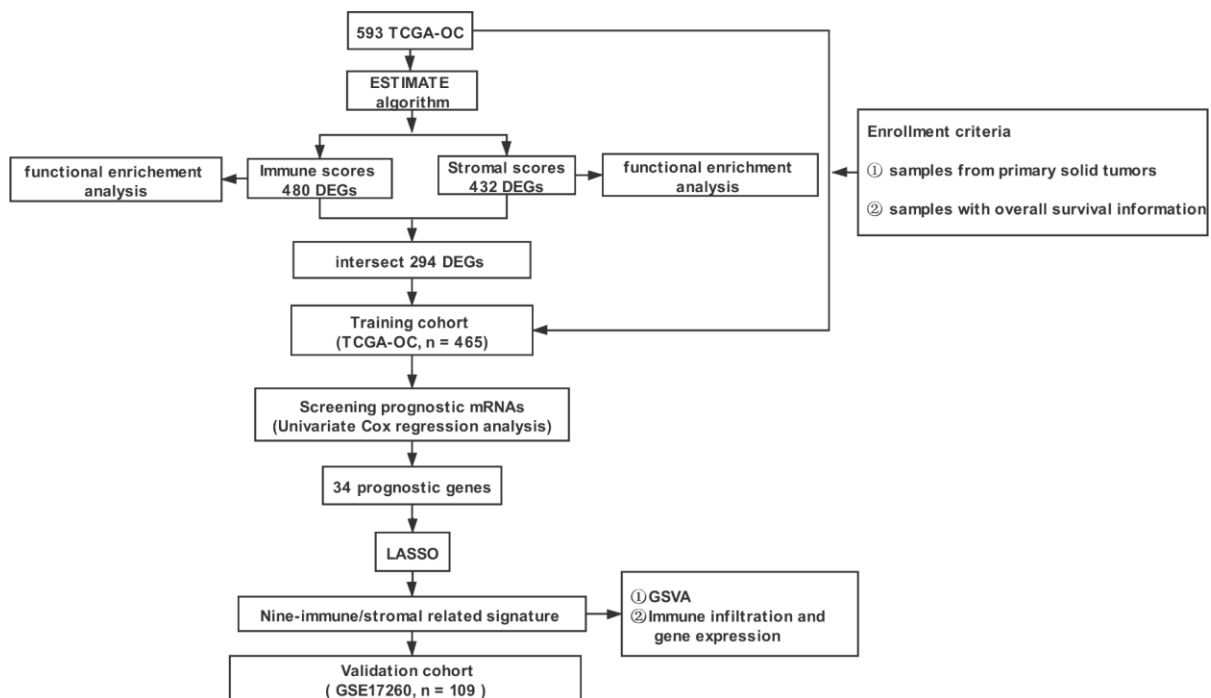 593 TCGA-OC
ESTIMATE
algorithm
Enrollment criteria
① samples from primary solid tumors
② samples with overall survival information
functional enrichement
analysis
Immune scores
480 DEGs
Stromal scores
432 DEGs
functional enrichment
analysis
intersect 294 DEGs
Training cohort
(TCGA-OC, n = 465)
Screening prognostic mRNAs
(Univariate Cox regression analysis)
34 prognostic genes
LASSO
Nine-immune/stromal related signature
①GSVA
②Immune infiltration and
gene expression
Validation cohort
( GSE17260, n = 109 )